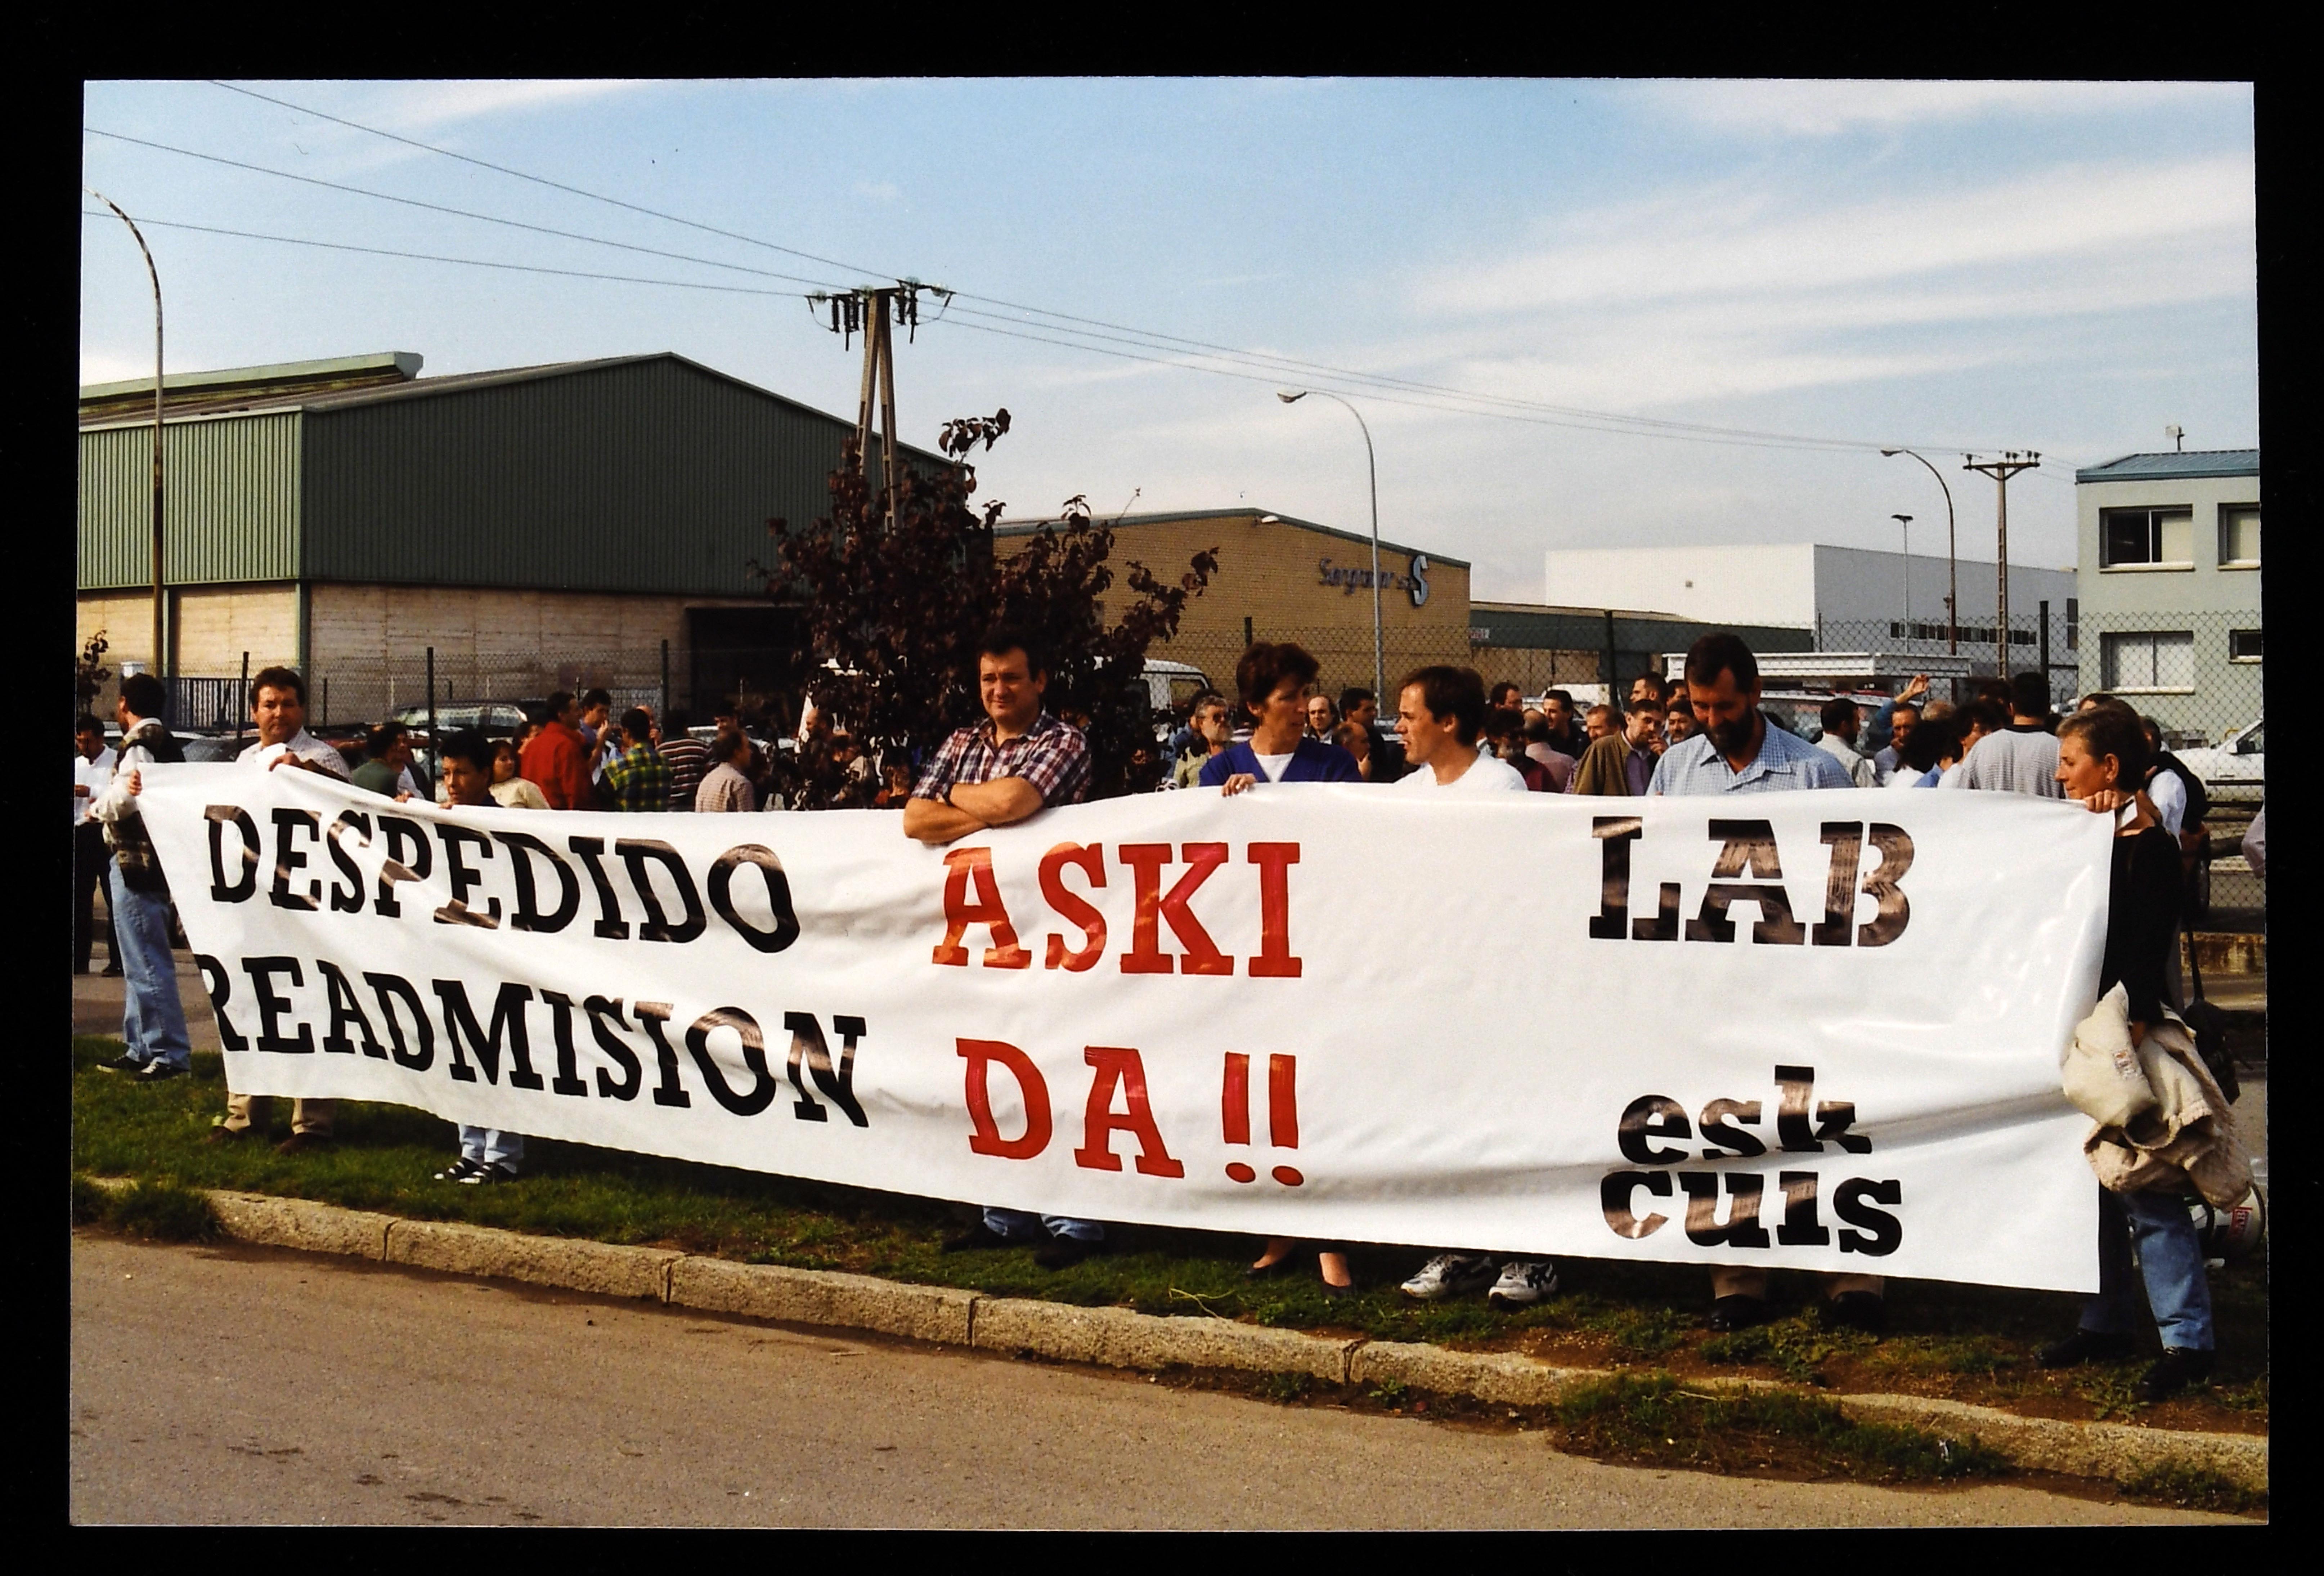 DESPEDIDO
READMISION
ASKI
DA!!
LAB
esk
cuis